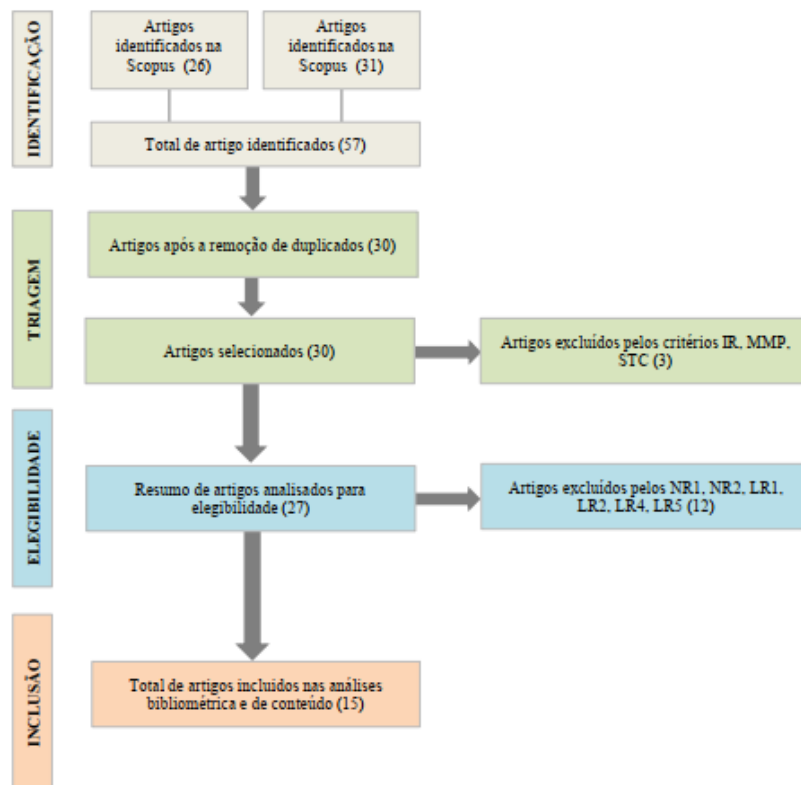 IDENTIFICAÇÃO
Artigos
identificados na
Scopus (26)
Artigos
identificados na
Scopus (31)
Total de artigo identificados (57)
TRIAGEM
Artigos após a remoção de duplicados (30)
Artigos selecionados (30)
Artigos excluídos pelos critérios IR, MMP,
STC (3)
ELEGIBILIDADE
Resumo de artigos analisados para
elegibilidade (27)
Artigos excluídos pelos NR1, NR2, LR1,
LR2, LR4, LR5 (12)
INCLUSÃO
Total de artigos incluidos nas análises
bibliométrica e de conteúdo (15)